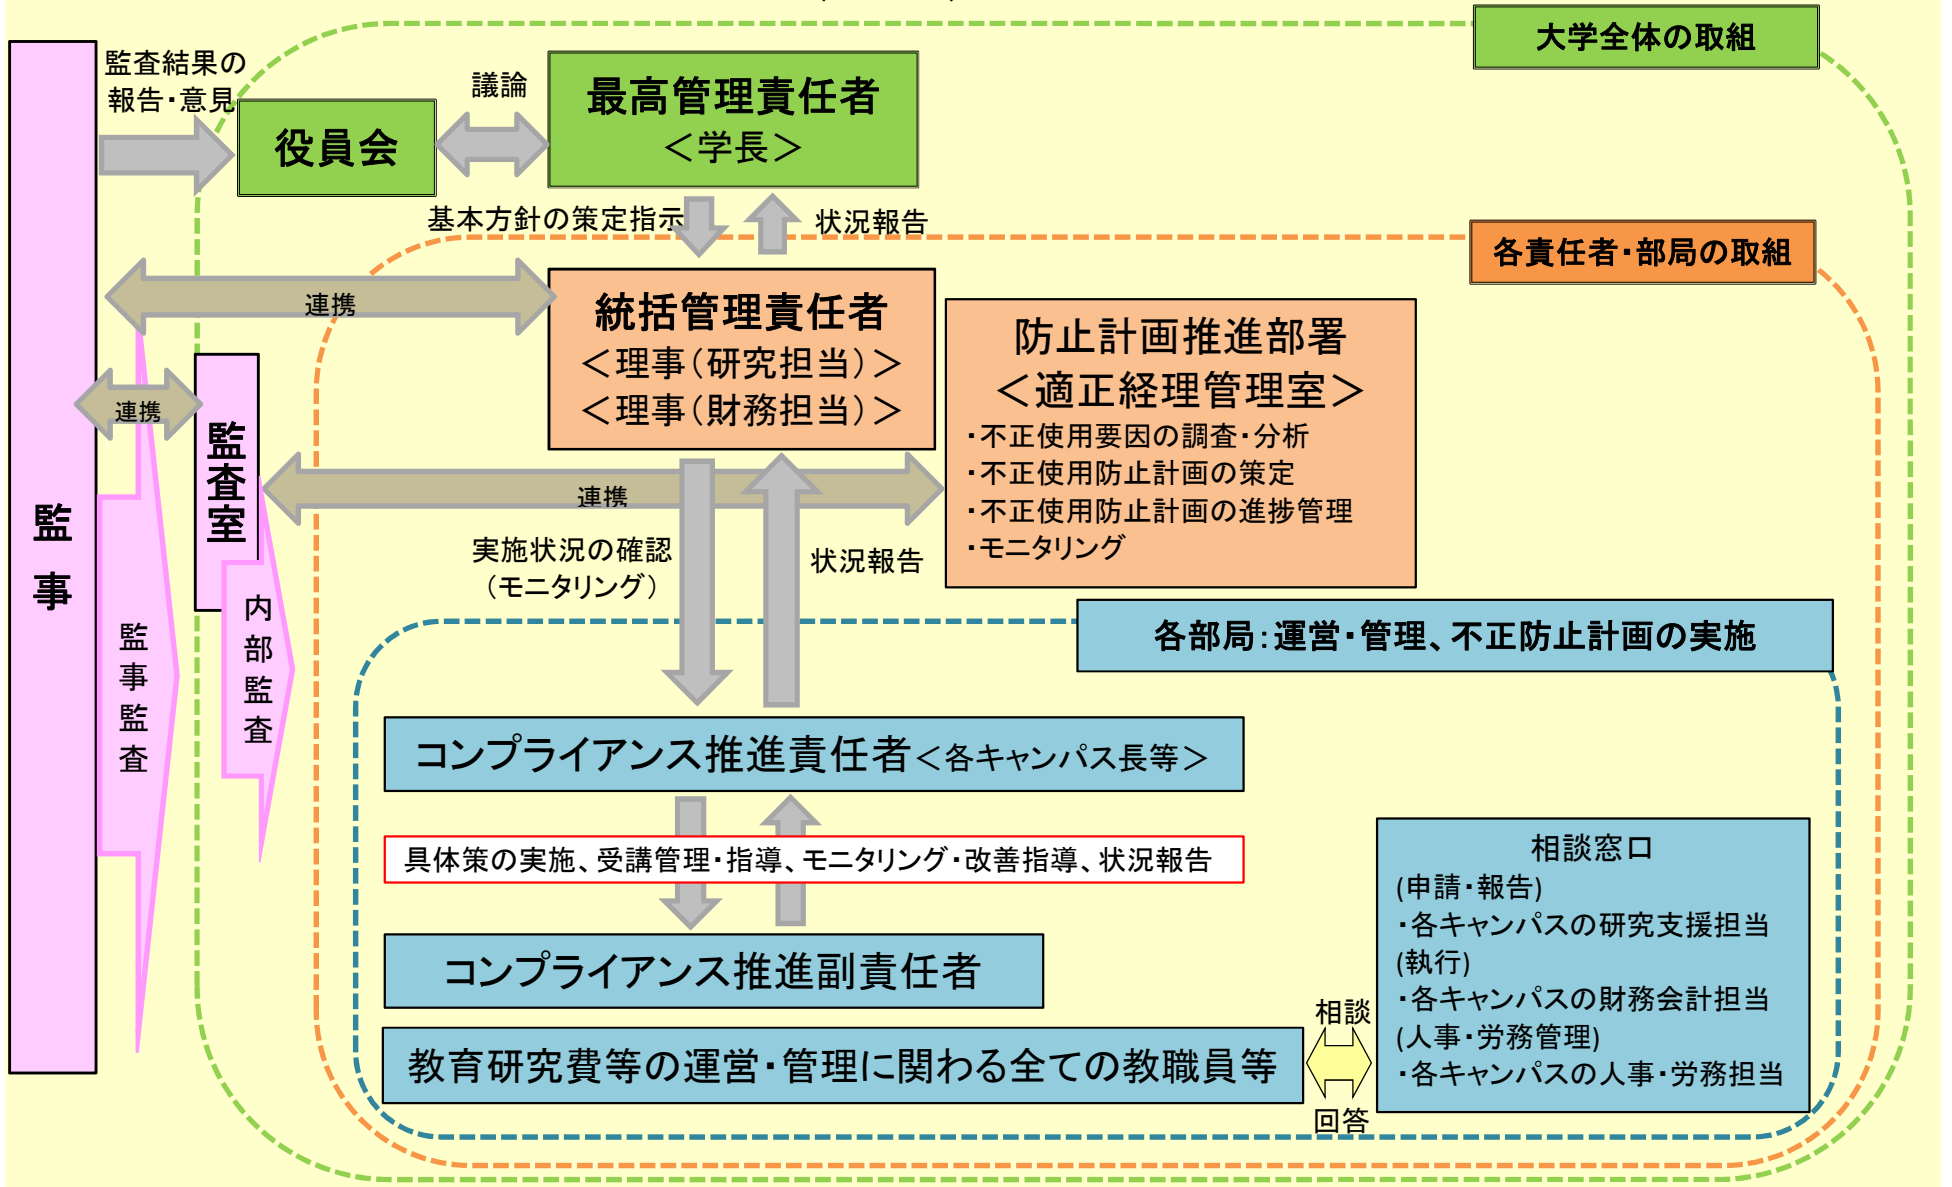 大学全体の取組
監査結果の
報告・意見
議論
最高管理責任者
＜学長＞
役員会
基本方針の策定指示
状況報告
各責任者・部局の取組
連携
統括管理責任者
＜理事（研究担当）＞
＜理事（財務担当）＞
防止計画推進部署
＜適正経理管理室＞
・不正使用要因の調査・分析
・不正使用防止計画の策定
・不正使用防止計画の進捗管理
・モニタリング
連携
監査室
連携
監事
実施状況の確認
（モニタリング）
状況報告
監事監査
内部監査
各部局：運営・管理、不正防止計画の実施
コンプライアンス推進責任者＜各キャンパス長等＞
具体策の実施、受講管理・指導、モニタリング・改善指導、状況報告
コンプライアンス推進副責任者
教育研究費等の運営・管理に関わる全ての教職員等
相談
回答
相談窓口
(申請・報告)
・各キャンパスの研究支援担当
(執行)
・各キャンパスの財務会計担当
(人事・労務管理)
・各キャンパスの人事・労務担当